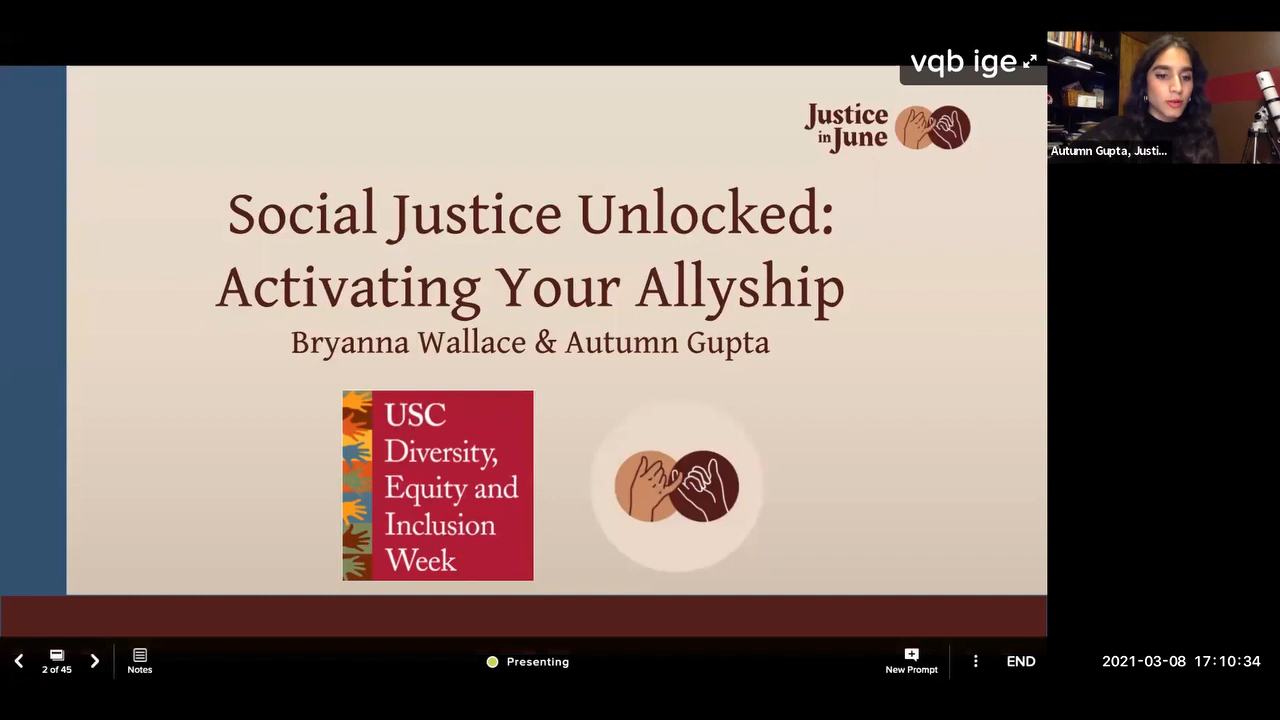 vqb ige
Justice
in June
Autumn Gupta, Justi...
Social Justice Unlocked:
Activating Your Allyship
Bryanna Wallace & Autumn Gupta
USC
Diversity,
Equity and
Inclusion
Week
2 of 45
Notes
Presenting
New Prompt
END
2021-03-08 17:10:34